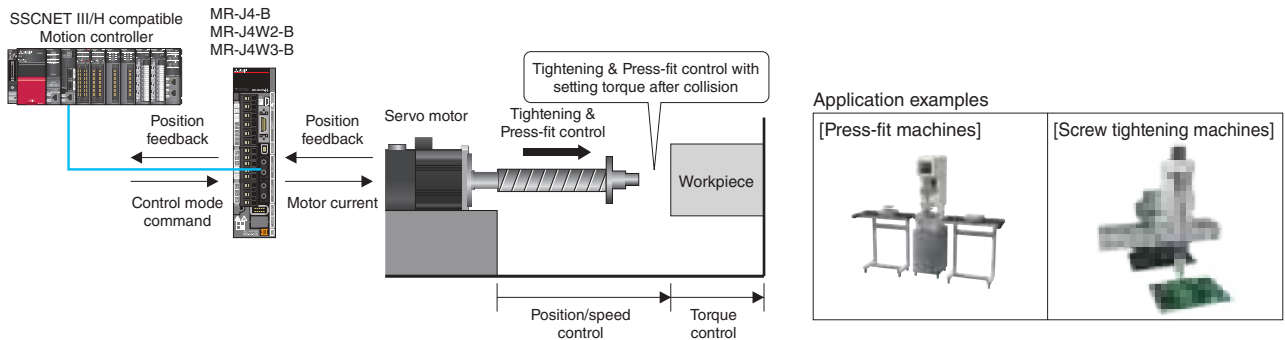 SSCNET III/H compatible
Motion controller
MR-J4-B
MR-J4W2-B
MR-J4W3-B
Position
feedback
Control mode
command
Position
feedback
Motor current
Servo motor
Tightening &
Press-fit control
Tightening & Press-fit control with
setting torque after collision
Workpiece
Position/speed
control
Torque
control
Application examples
[Press-fit machines]
[Screw tightening machines]